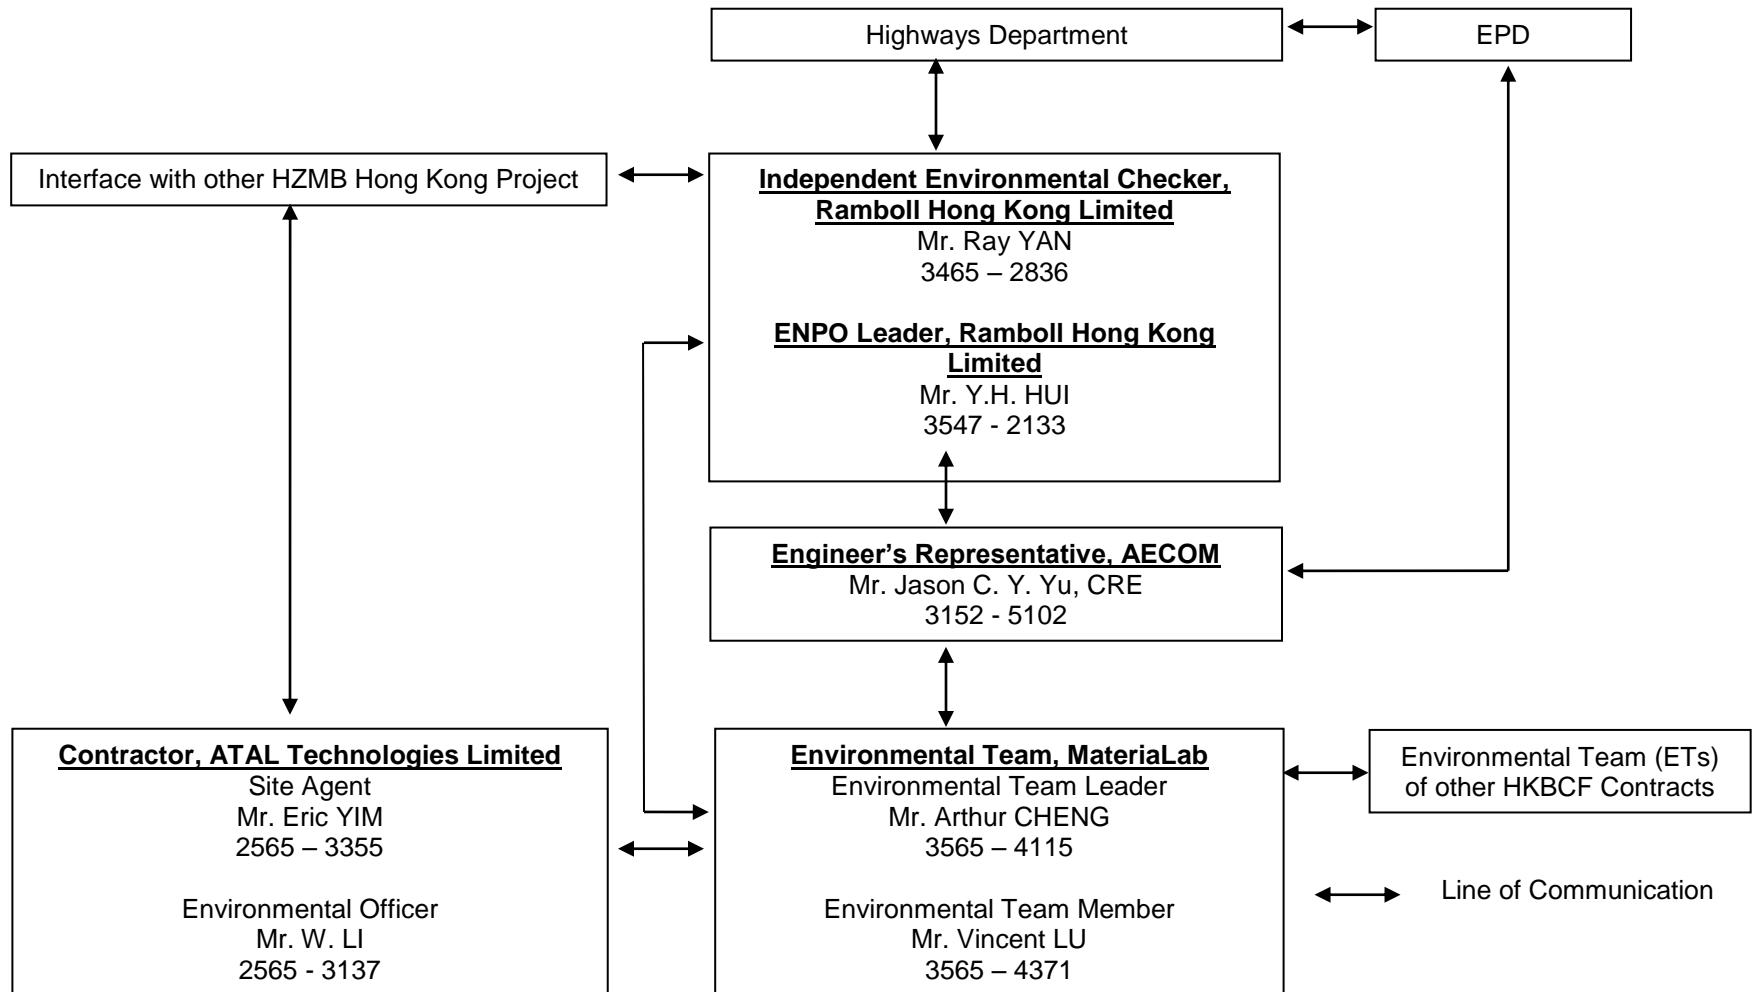 Highways Department
EPD
Interface with other HZMB Hong Kong Project
Independent Environmental Checker,
Ramboll Hong Kong Limited
Mr. Ray YAN
3465 – 2836
ENPO Leader, Ramboll Hong Kong
Limited
Mr. Y.H. HUI
3547 - 2133
Engineer’s Representative, AECOM
Mr. Jason C. Y. Yu, CRE
3152 - 5102
Contractor, ATAL Technologies Limited
Site Agent
Mr. Eric YIM
2565 – 3355
Environmental Officer
Mr. W. LI
2565 - 3137
Environmental Team, MateriaLab
Environmental Team Leader
Mr. Arthur CHENG
3565 – 4115
Environmental Team Member
Mr. Vincent LU
3565 – 4371
Environmental Team (ETs)
of other HKBCF Contracts
Line of Communication